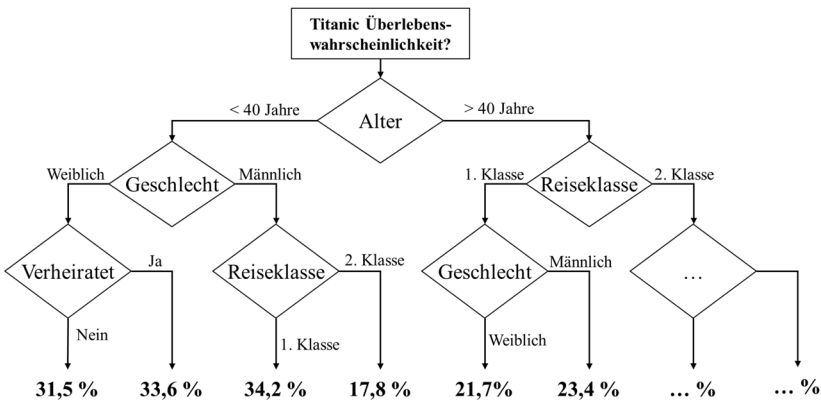 Titanic Überlebens-
wahrscheinlichkeit?
< 40 Jahre
Alter
> 40 Jahre
Weiblich
Geschlecht
Männlich
1. Klasse
Reiseklasse
2. Klasse
Verheiratet
Ja
Reiseklasse
2. Klasse
Geschlecht
Männlich
…
Nein
1. Klasse
Weiblich
31,5 %
33,6 %
34,2 %
17,8 %
21,7%
23,4 %
… %
… %